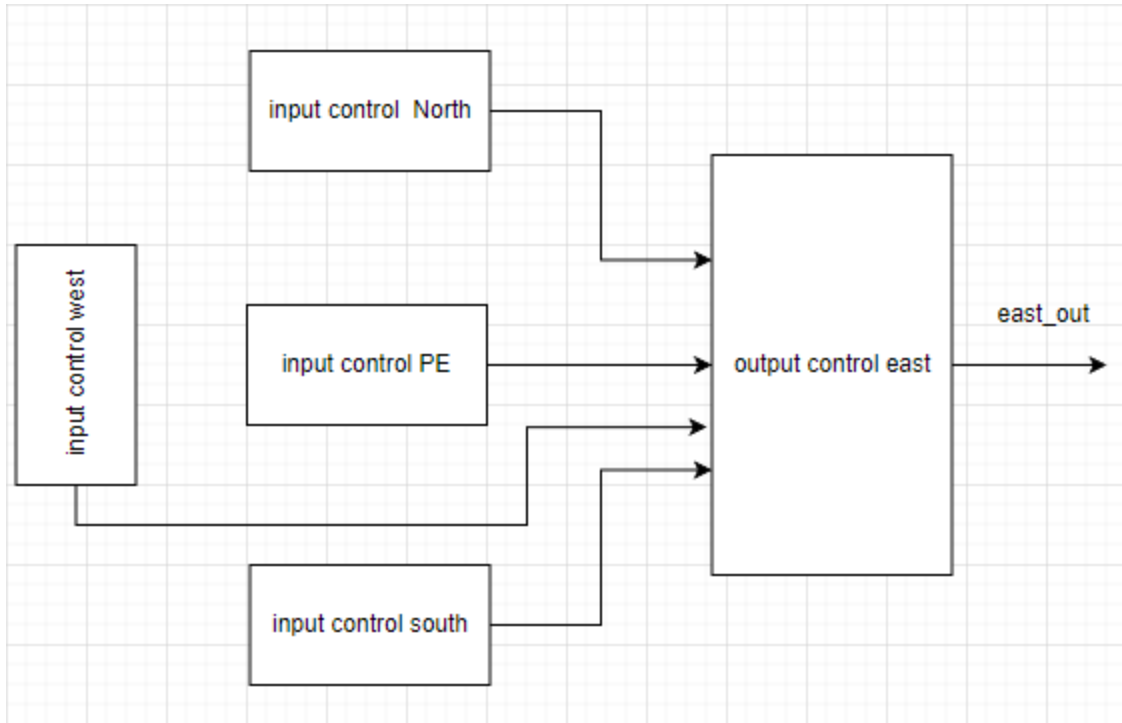 input control  North
input control west
input control PE
output control east
east_out
input control south